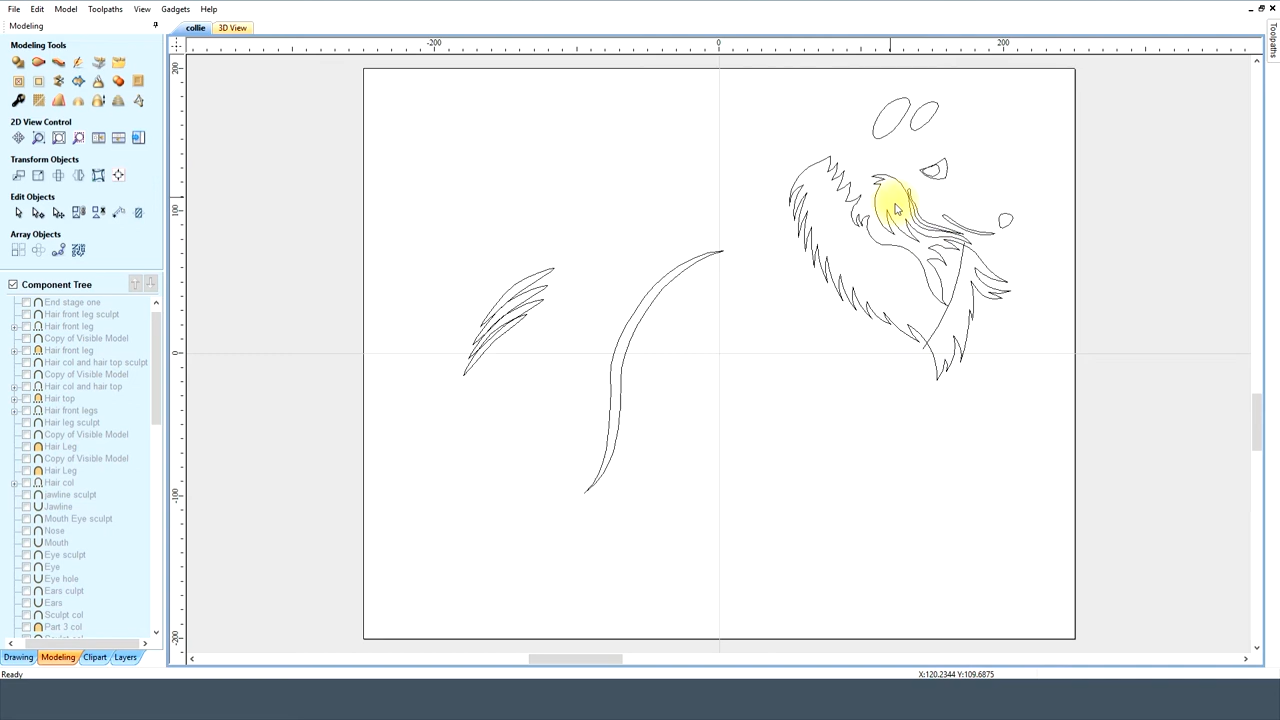 File Edit Model Toolpaths View Gadgets Help
Modeling
collie
3D View
Modeling Tools
2D View Control
Transform Objects
Edit Objects
Array Objects
Component Tree
End stage one
Hair front leg sculpt
Hair front leg
Copy of Visible Model
Hair front leg
Hair col and hair top sculpt
Copy of Visible Model
Hair col and hair top
Hair top
Hair front legs
Hair leg sculpt
Copy of Visible Model
Hair Leg
Copy of Visible Model
Hair Leg
Hair col
jawline sculpt
Jawline
Mouth Eye sculpt
Nose
Mouth
Eye sculpt
Eye
Eye hole
Ears culpt
Ears
Sculpt col
Part 3 col
Drawing Modeling Clipart Layers
Ready
X:120.2344 Y:109.6875
-200 0 200
200
100
0
-100
-200
Toolpaths